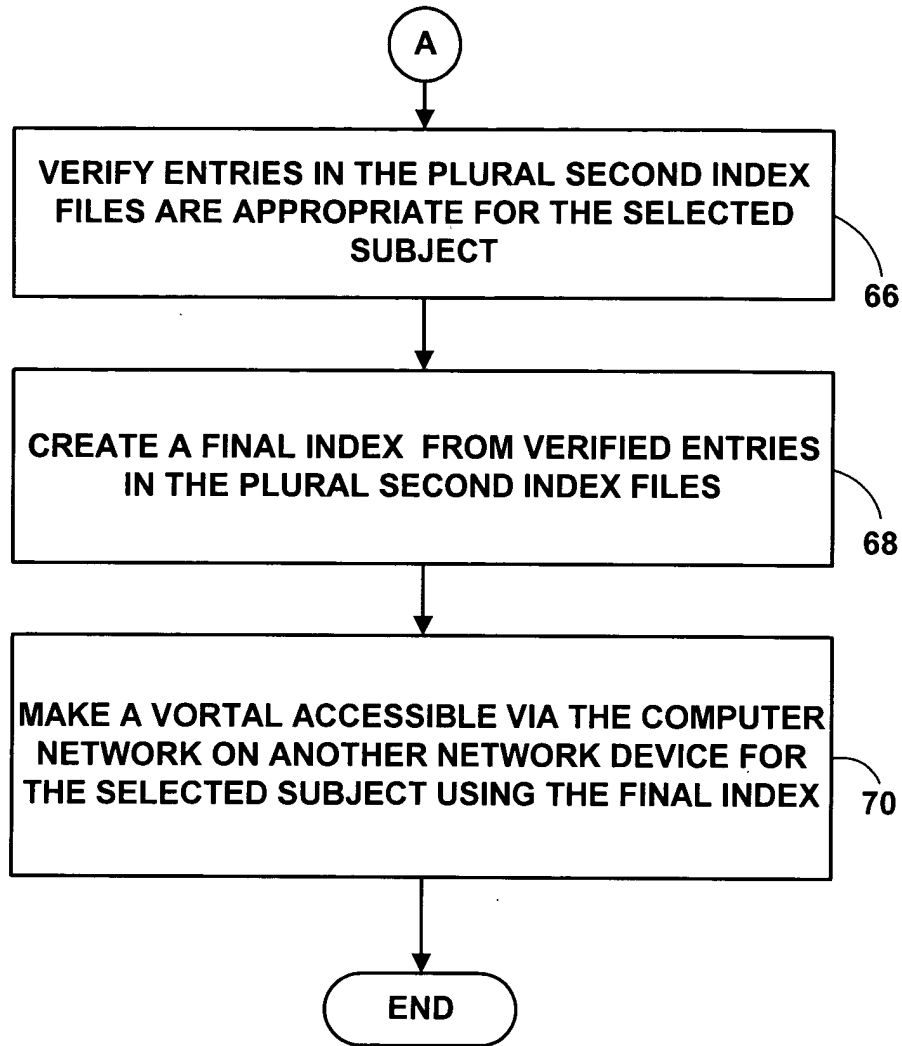 A
VERIFY ENTRIES IN THE PLURAL SECOND INDEX
FILES ARE APPROPRIATE FOR THE SELECTED
SUBJECT
66
CREATE A FINAL INDEX FROM VERIFIED ENTRIES
IN THE PLURAL SECOND INDEX FILES
68
MAKE A VORTAL ACCESSIBLE VIA THE COMPUTER
NETWORK ON ANOTHER NETWORK DEVICE FOR
THE SELECTED SUBJECT USING THE FINAL INDEX
70
END